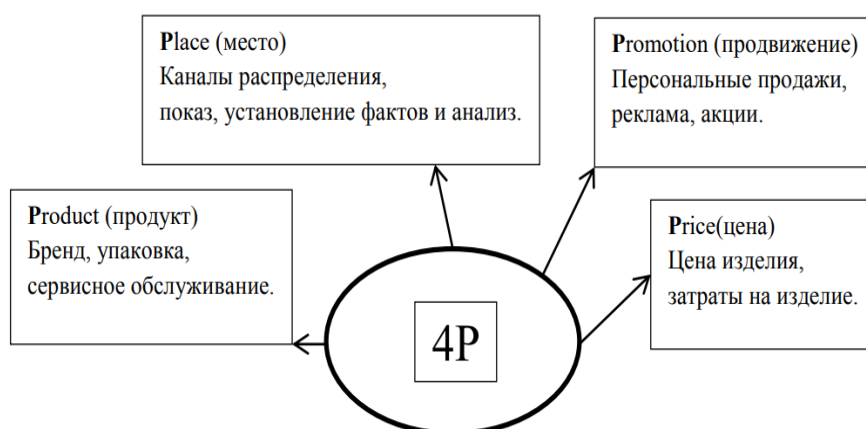 Place (место)
Каналы распределения,
показ, установление фактов и анализ.
Promotion (продвижение)
Персональные продажи,
реклама, акции.
Product (продукт)
Бренд, упаковка,
сервисное обслуживание.
Price(цена)
Цена изделия,
затраты на изделие.
4P